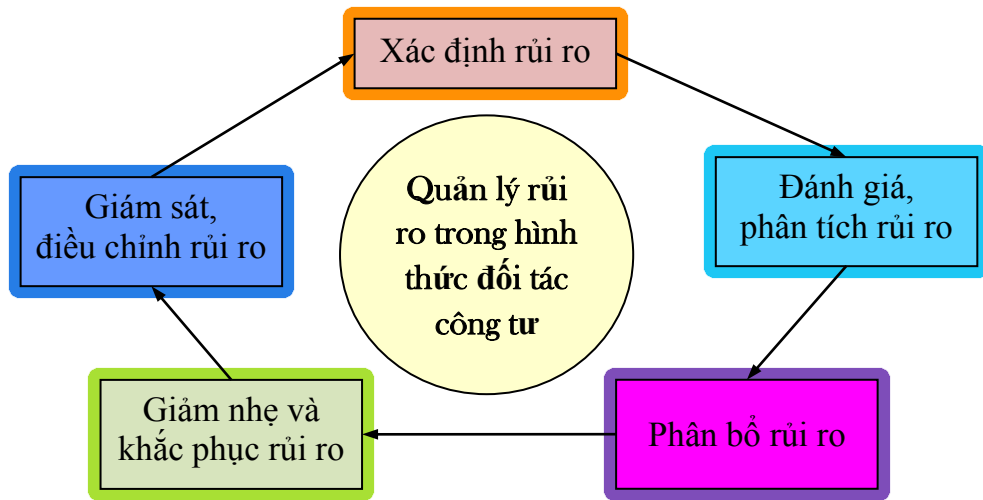 Xác định rủi ro
Đánh giá,
phân tích rủi ro
Phân bổ rủi ro
Giảm nhẹ và
khắc phục rủi ro
Giám sát,
điều chỉnh rủi ro
Quản lý rủi
ro trong hình
thức đối tác
công tư